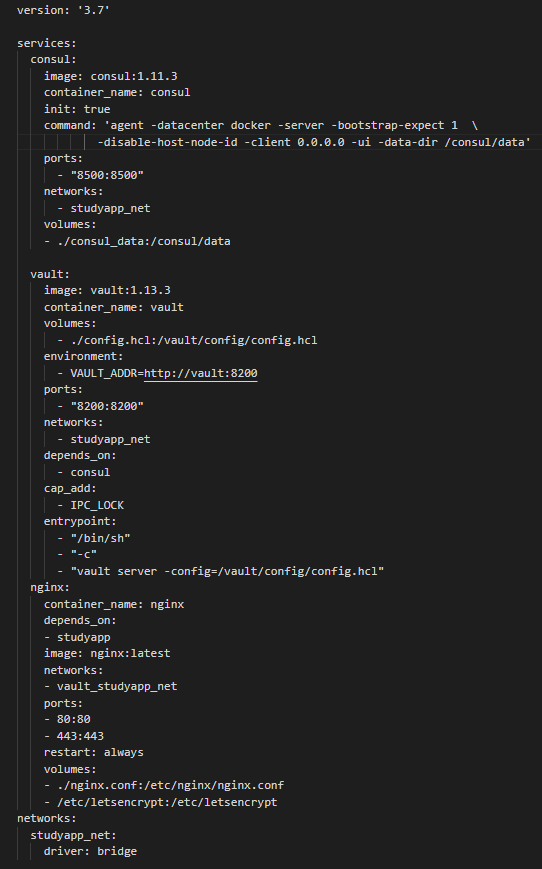 version: '3.7'

services:
  consul:
    image: consul:1.11.3
    container_name: consul
    init: true
    command: 'agent -datacenter docker -server -bootstrap-expect 1  \
            -disable-host-node-id -client 0.0.0.0 -ui -data-dir /consul/data'
    ports:
      - "8500:8500"
    networks:
      - studyapp_net
    volumes:
    - ./consul_data:/consul/data

  vault:
    image: vault:1.13.3
    container_name: vault
    volumes:
      - ./config.hcl:/vault/config/config.hcl
    environment:
      - VAULT_ADDR=http://vault:8200
    ports:
      - "8200:8200"
    networks:
      - studyapp_net
    depends_on:
      - consul
    cap_add:
      - IPC_LOCK
    entrypoint:
      - "/bin/sh"
      - "-c"
      - "vault server -config=/vault/config/config.hcl"
  nginx:
    container_name: nginx
    depends_on:
    - studyapp
    image: nginx:latest
    networks:
    - vault_studyapp_net
    ports:
    - 80:80
    - 443:443
    restart: always
    volumes:
    - ./nginx.conf:/etc/nginx/nginx.conf
    - /etc/letsencrypt:/etc/letsencrypt
networks:
  studyapp_net:
    driver: bridge